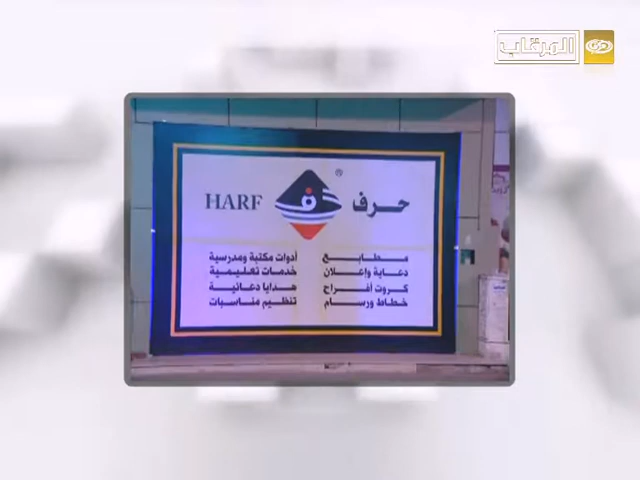 المرقاب
HARF
حرف
®
مطابع
دعاية وإعلان
كروت أفراح
خطاط ورسام
أدوات مكتبة ومدرسية
خدمات تعليمية
هدايا دعائية
تنظيم مناسبات